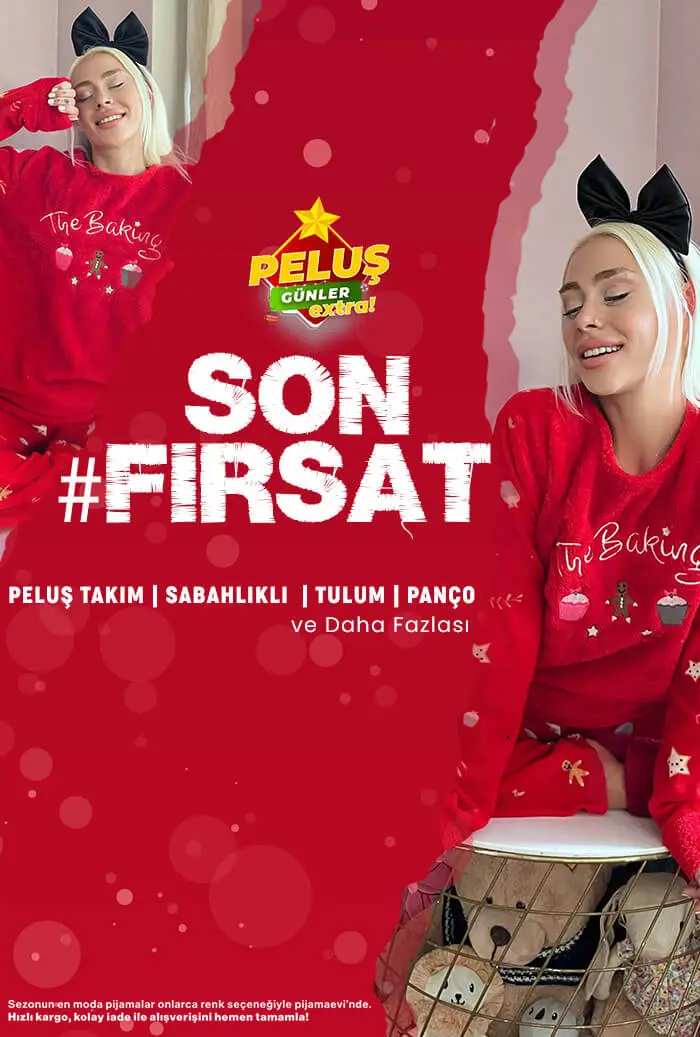 The Baking
PELUŞ
GÜNLER
extra!
SON
#FIRSAT
The Baking
PELUŞ TAKIM | SABAHLIKLI | TULUM | PANÇO
ve Daha Fazlası
Sezonun en moda pijamalar onlarca renk seçeneğiyle pijamaevi'nde.
Hızlı kargo, kolay iade ile alışverişini hemen tamamla!